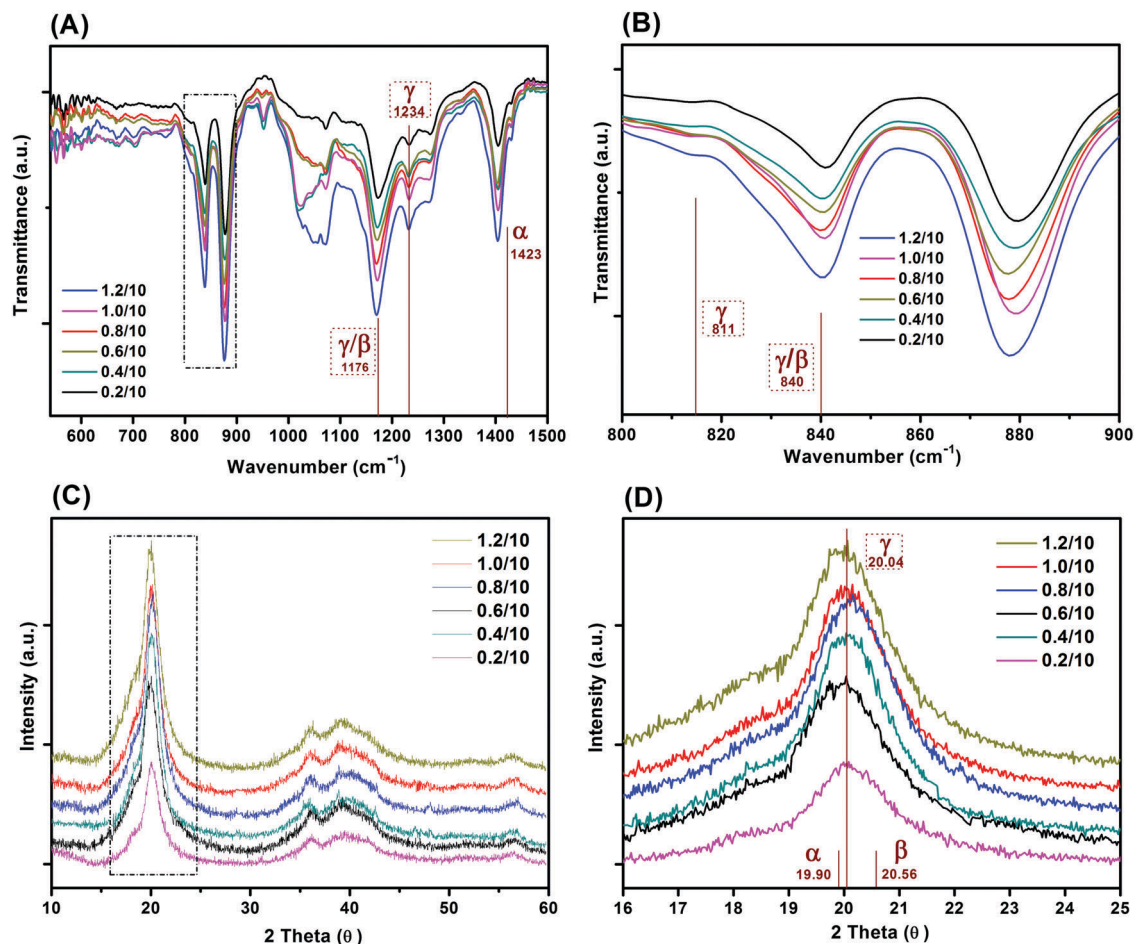 (A)
Transmittance (a.u.)
γ
1234
α
1423
γ/β
1176
1.2/10
1.0/10
0.8/10
0.6/10
0.4/10
0.2/10
600 700 800 900 1000 1100 1200 1300 1400 1500
Wavenumber (cm⁻¹)
(B)
Transmittance (a.u.)
γ
811
γ/β
840
1.2/10
1.0/10
0.8/10
0.6/10
0.4/10
0.2/10
800 820 840 860 880 900
Wavenumber (cm⁻¹)
(C)
Intensity (a.u.)
1.2/10
1.0/10
0.8/10
0.6/10
0.4/10
0.2/10
10 20 30 40 50 60
2 Theta (θ)
(D)
Intensity (a.u.)
γ
20.04
1.2/10
1.0/10
0.8/10
0.6/10
0.4/10
0.2/10
α
19.90
β
20.56
16 17 18 19 20 21 22 23 24 25
2 Theta (θ)